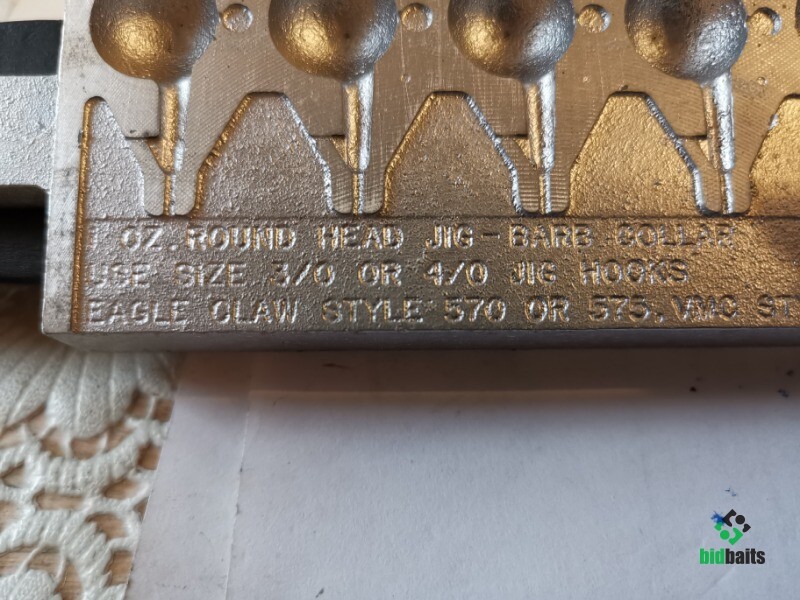 1 OZ. ROUND HEAD JIG - BARB COLLAR
USE SIZE 3/0 OR 4/0 JIG HOOKS
EAGLE CLAW STYLE 570 OR 575, VMC ST
bidbaits